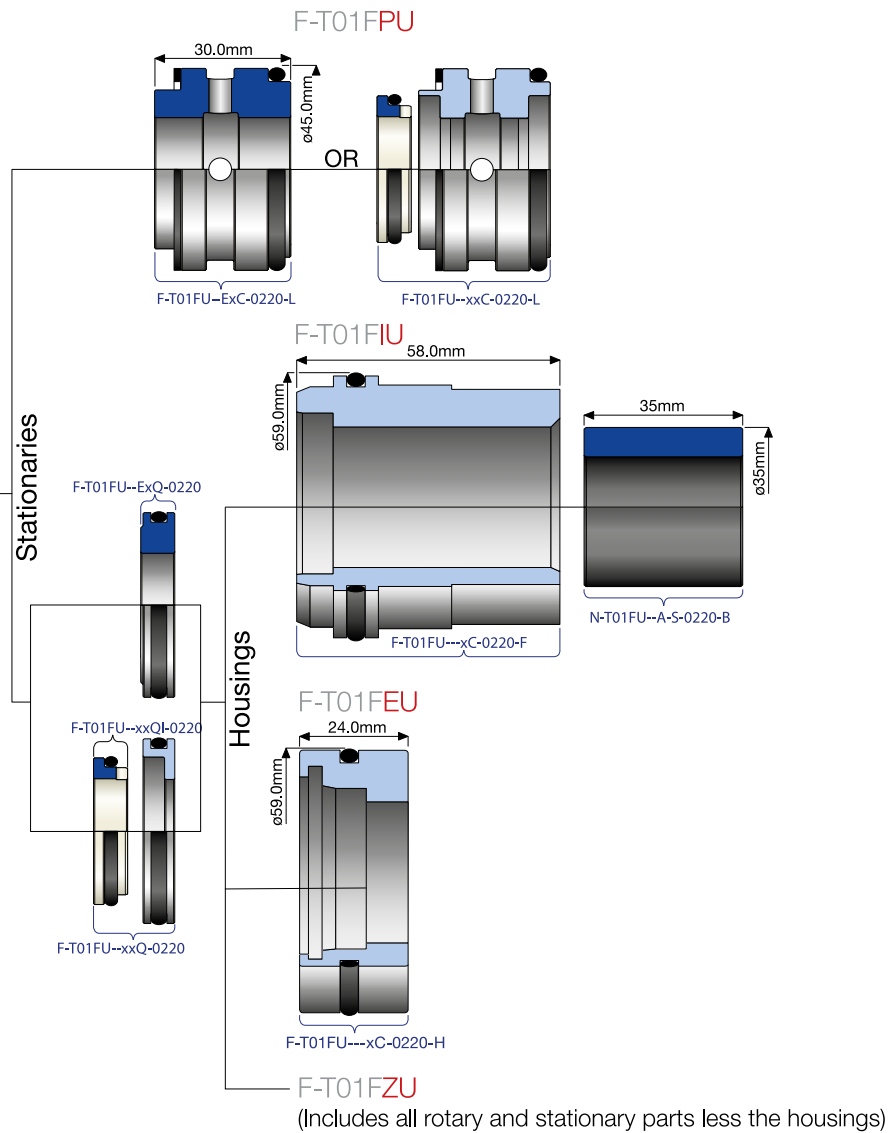 F-T01FPU
30.0mm
ø45.0mm
OR
F-T01FU--ExC-0220-L
F-T01FU--xxC-0220-L
F-T01FIU
58.0mm
ø59.0mm
35mm
ø35mm
Stationaries
F-T01FU--ExQ-0220
N-T01FU--A-S-0220-B
F-T01FU---xC-0220-F
Housings
F-T01FEU
24.0mm
ø59.0mm
F-T01FU--xxQI-0220
F-T01FU--xxQ-0220
F-T01FU---xC-0220-H
F-T01FZU
(Includes all rotary and stationary parts less the housings)